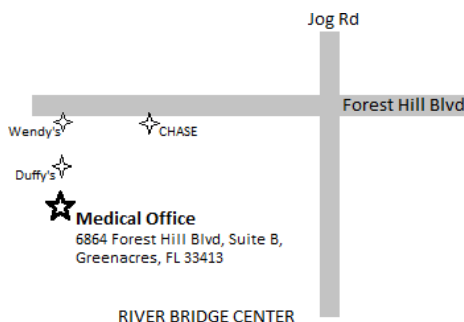 Jog Rd
Forest Hill Blvd
Wendy's
CHASE
Duffy's
Medical Office
6864 Forest Hill Blvd, Suite B,
Greenacres, FL 33413
RIVER BRIDGE CENTER